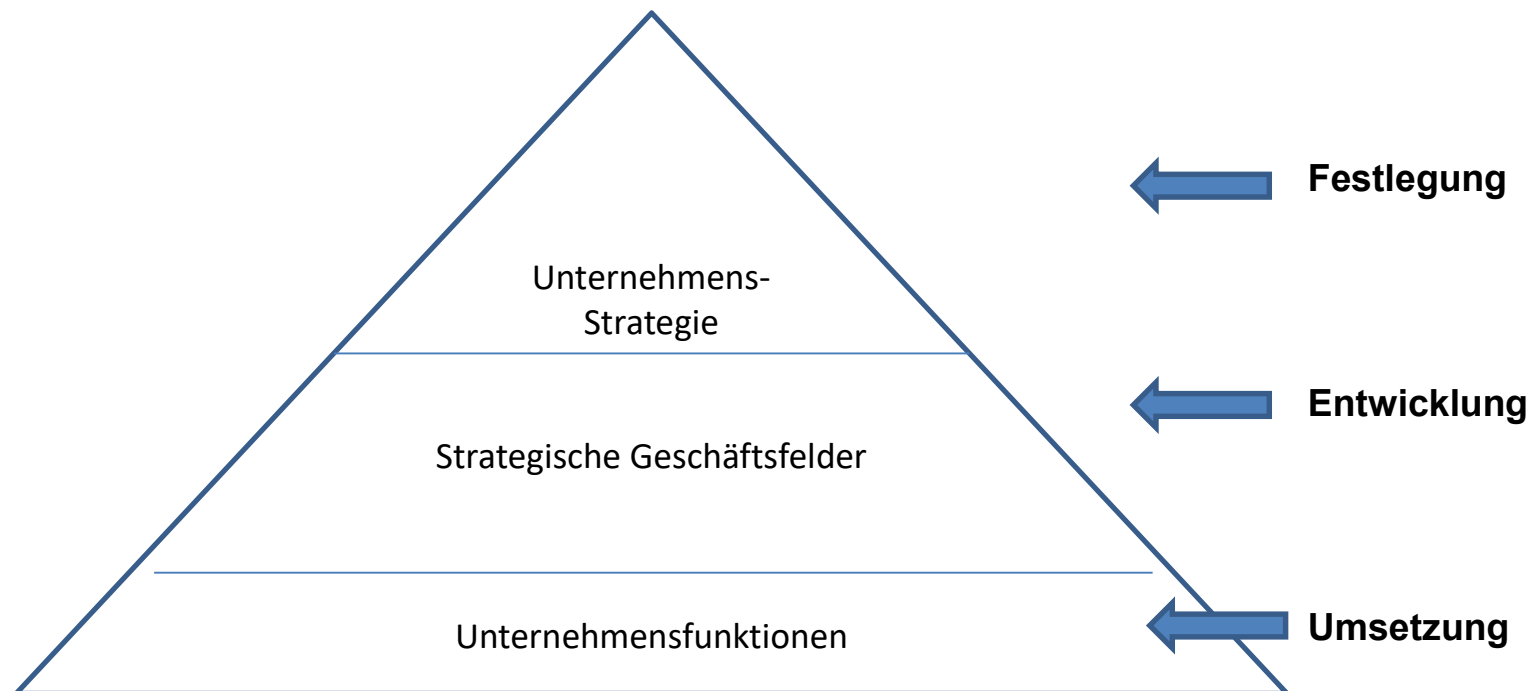 Festlegung
Unternehmens-
Strategie
Entwicklung
Strategische Geschäftsfelder
Umsetzung
Unternehmensfunktionen